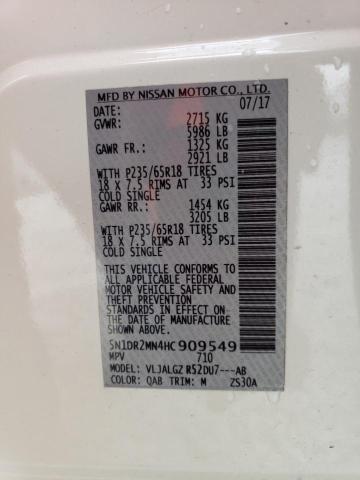 MFD BY NISSAN MOTOR CO., LTD.
DATE: 07/17
GVWR: 2715 KG
5986 LB
GAWR FR.: 1325 KG
2921 LB
WITH P235/65R18 TIRES
18 X 7.5 RIMS AT 33 PSI
COLD SINGLE
GAWR RR.: 1454 KG
3205 LB
WITH P235/65R18 TIRES
18 X 7.5 RIMS AT 33 PSI
COLD SINGLE
THIS VEHICLE CONFORMS TO
ALL APPLICABLE FEDERAL
MOTOR VEHICLE SAFETY
STANDARDS IN EFFECT ON
THE DATE OF MANUFACTURE
SHOWN ABOVE.
5N1DR2MN4HC909549
MPV 710
VLJALGZ R52DU7---AB
COLOR: QAB TRIM: M ZS30A